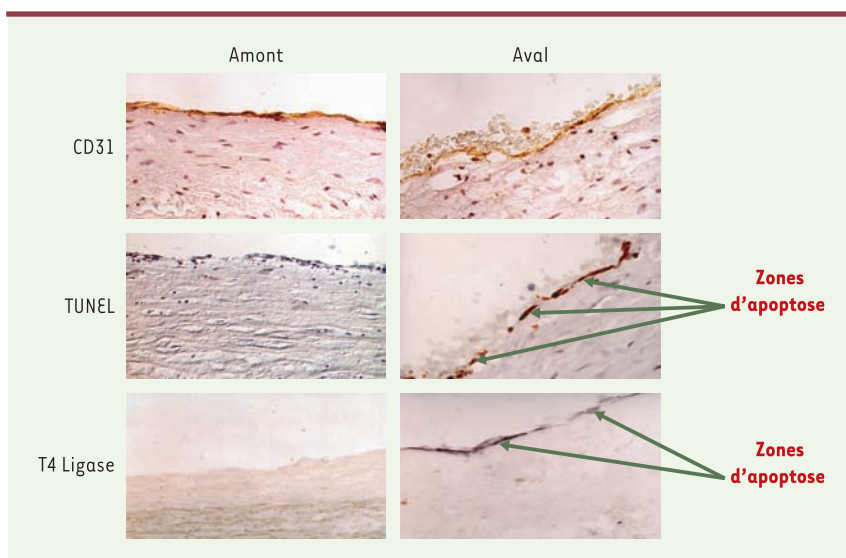 Amont
Aval
CD31
TUNEL
Zones
d’apoptose
T4 Ligase
Zones
d’apoptose